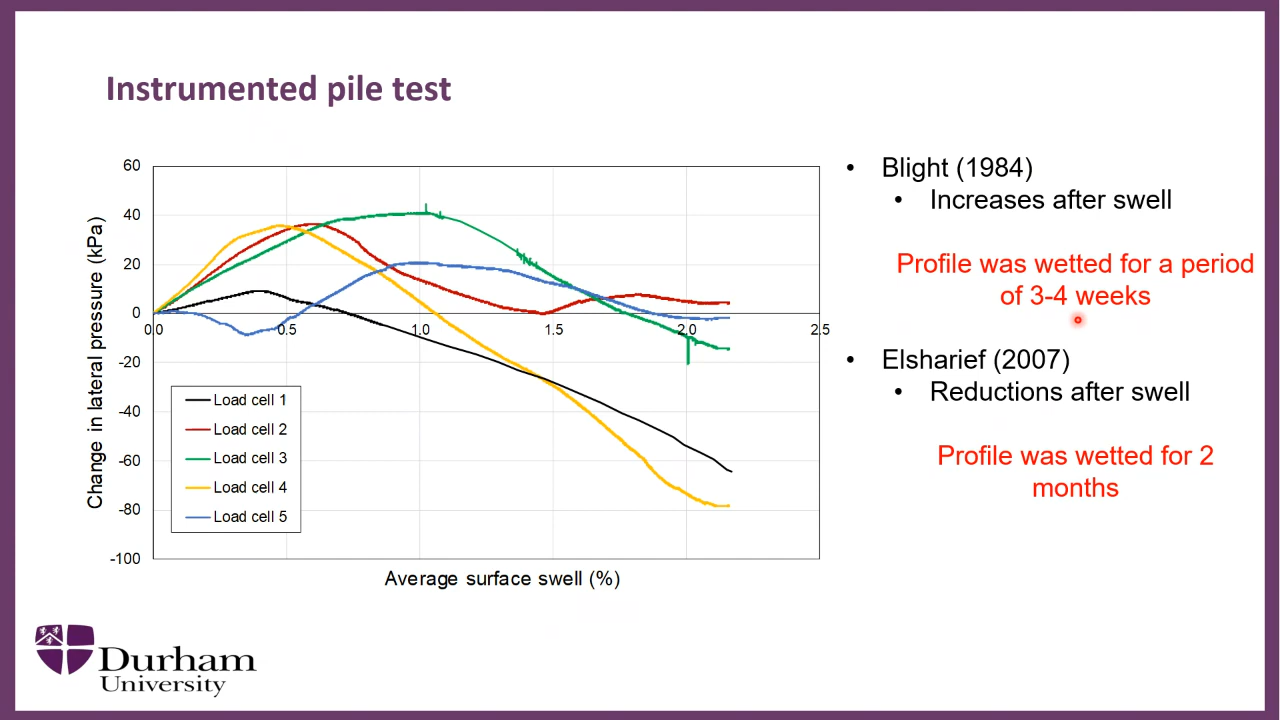 Instrumented pile test
60
40
20
0
-20
-40
-60
-80
-100
0.0
0.5
1.0
1.5
2.0
2.5
Change in lateral pressure (kPa)
Average surface swell (%)
Load cell 1
Load cell 2
Load cell 3
Load cell 4
Load cell 5
• Blight (1984)
• Increases after swell
Profile was wetted for a period
of 3-4 weeks
• Elsharief (2007)
• Reductions after swell
Profile was wetted for 2
months
Durham
University